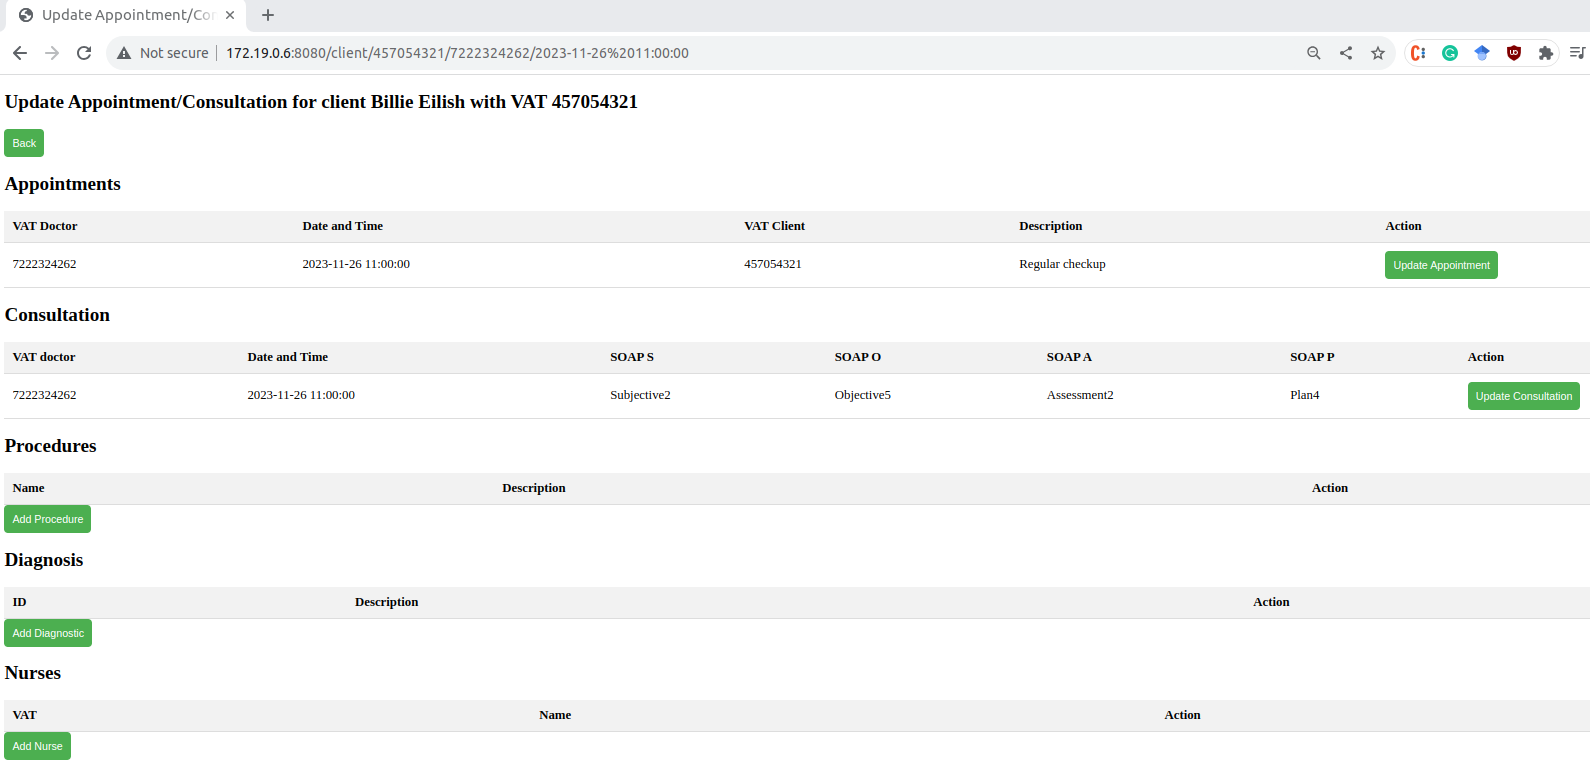 Update Appointment/Cor
Not secure 172.19.0.6:8080/client/457054321/7222324262/2023-11-26%2011:00:00
Update Appointment/Consultation for client Billie Eilish with VAT 457054321
Back
Appointments
VAT Doctor Date and Time VAT Client Description Action
7222324262 2023-11-26 11:00:00 457054321 Regular checkup Update Appointment
Consultation
VAT doctor Date and Time SOAP S SOAP O SOAP A SOAP P Action
7222324262 2023-11-26 11:00:00 Subjective2 Objective5 Assessment2 Plan4 Update Consultation
Procedures
Name Description Action
Add Procedure
Diagnosis
ID Description Action
Add Diagnostic
Nurses
VAT Name Action
Add Nurse